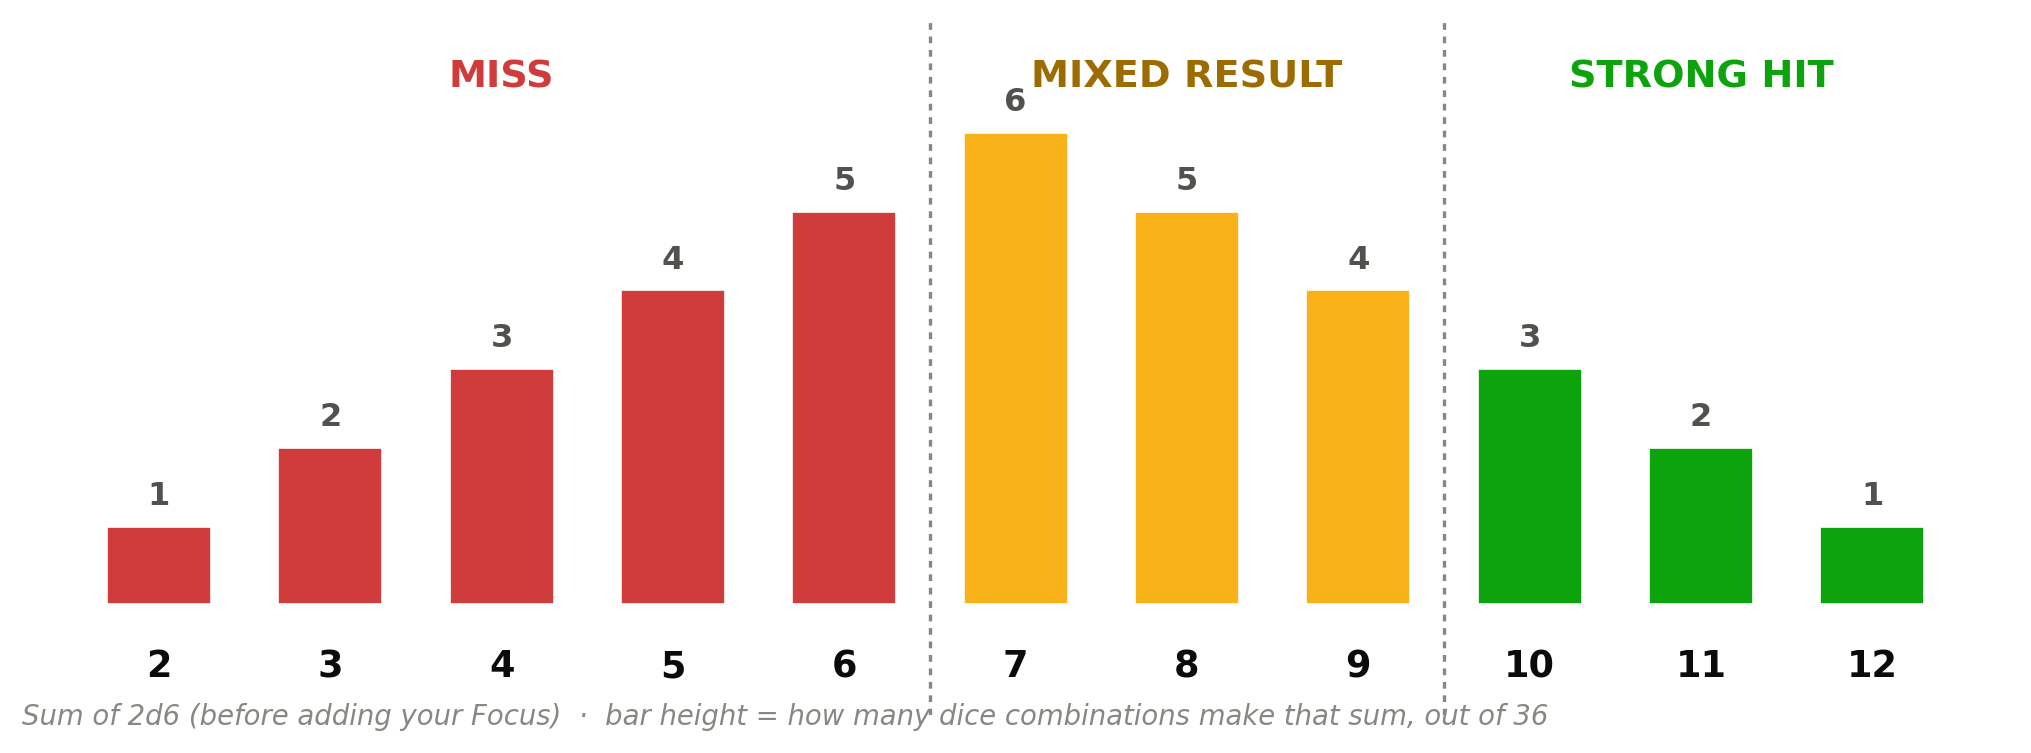 MISS MIXED RESULT STRONG HIT
6
5 5
4 4
3 3
2 2
1 1
2 3 4 5 6 7 8 9 10 11 12
Sum of 2d6 (before adding your Focus) · bar height = how many dice combinations make that sum, out of 36